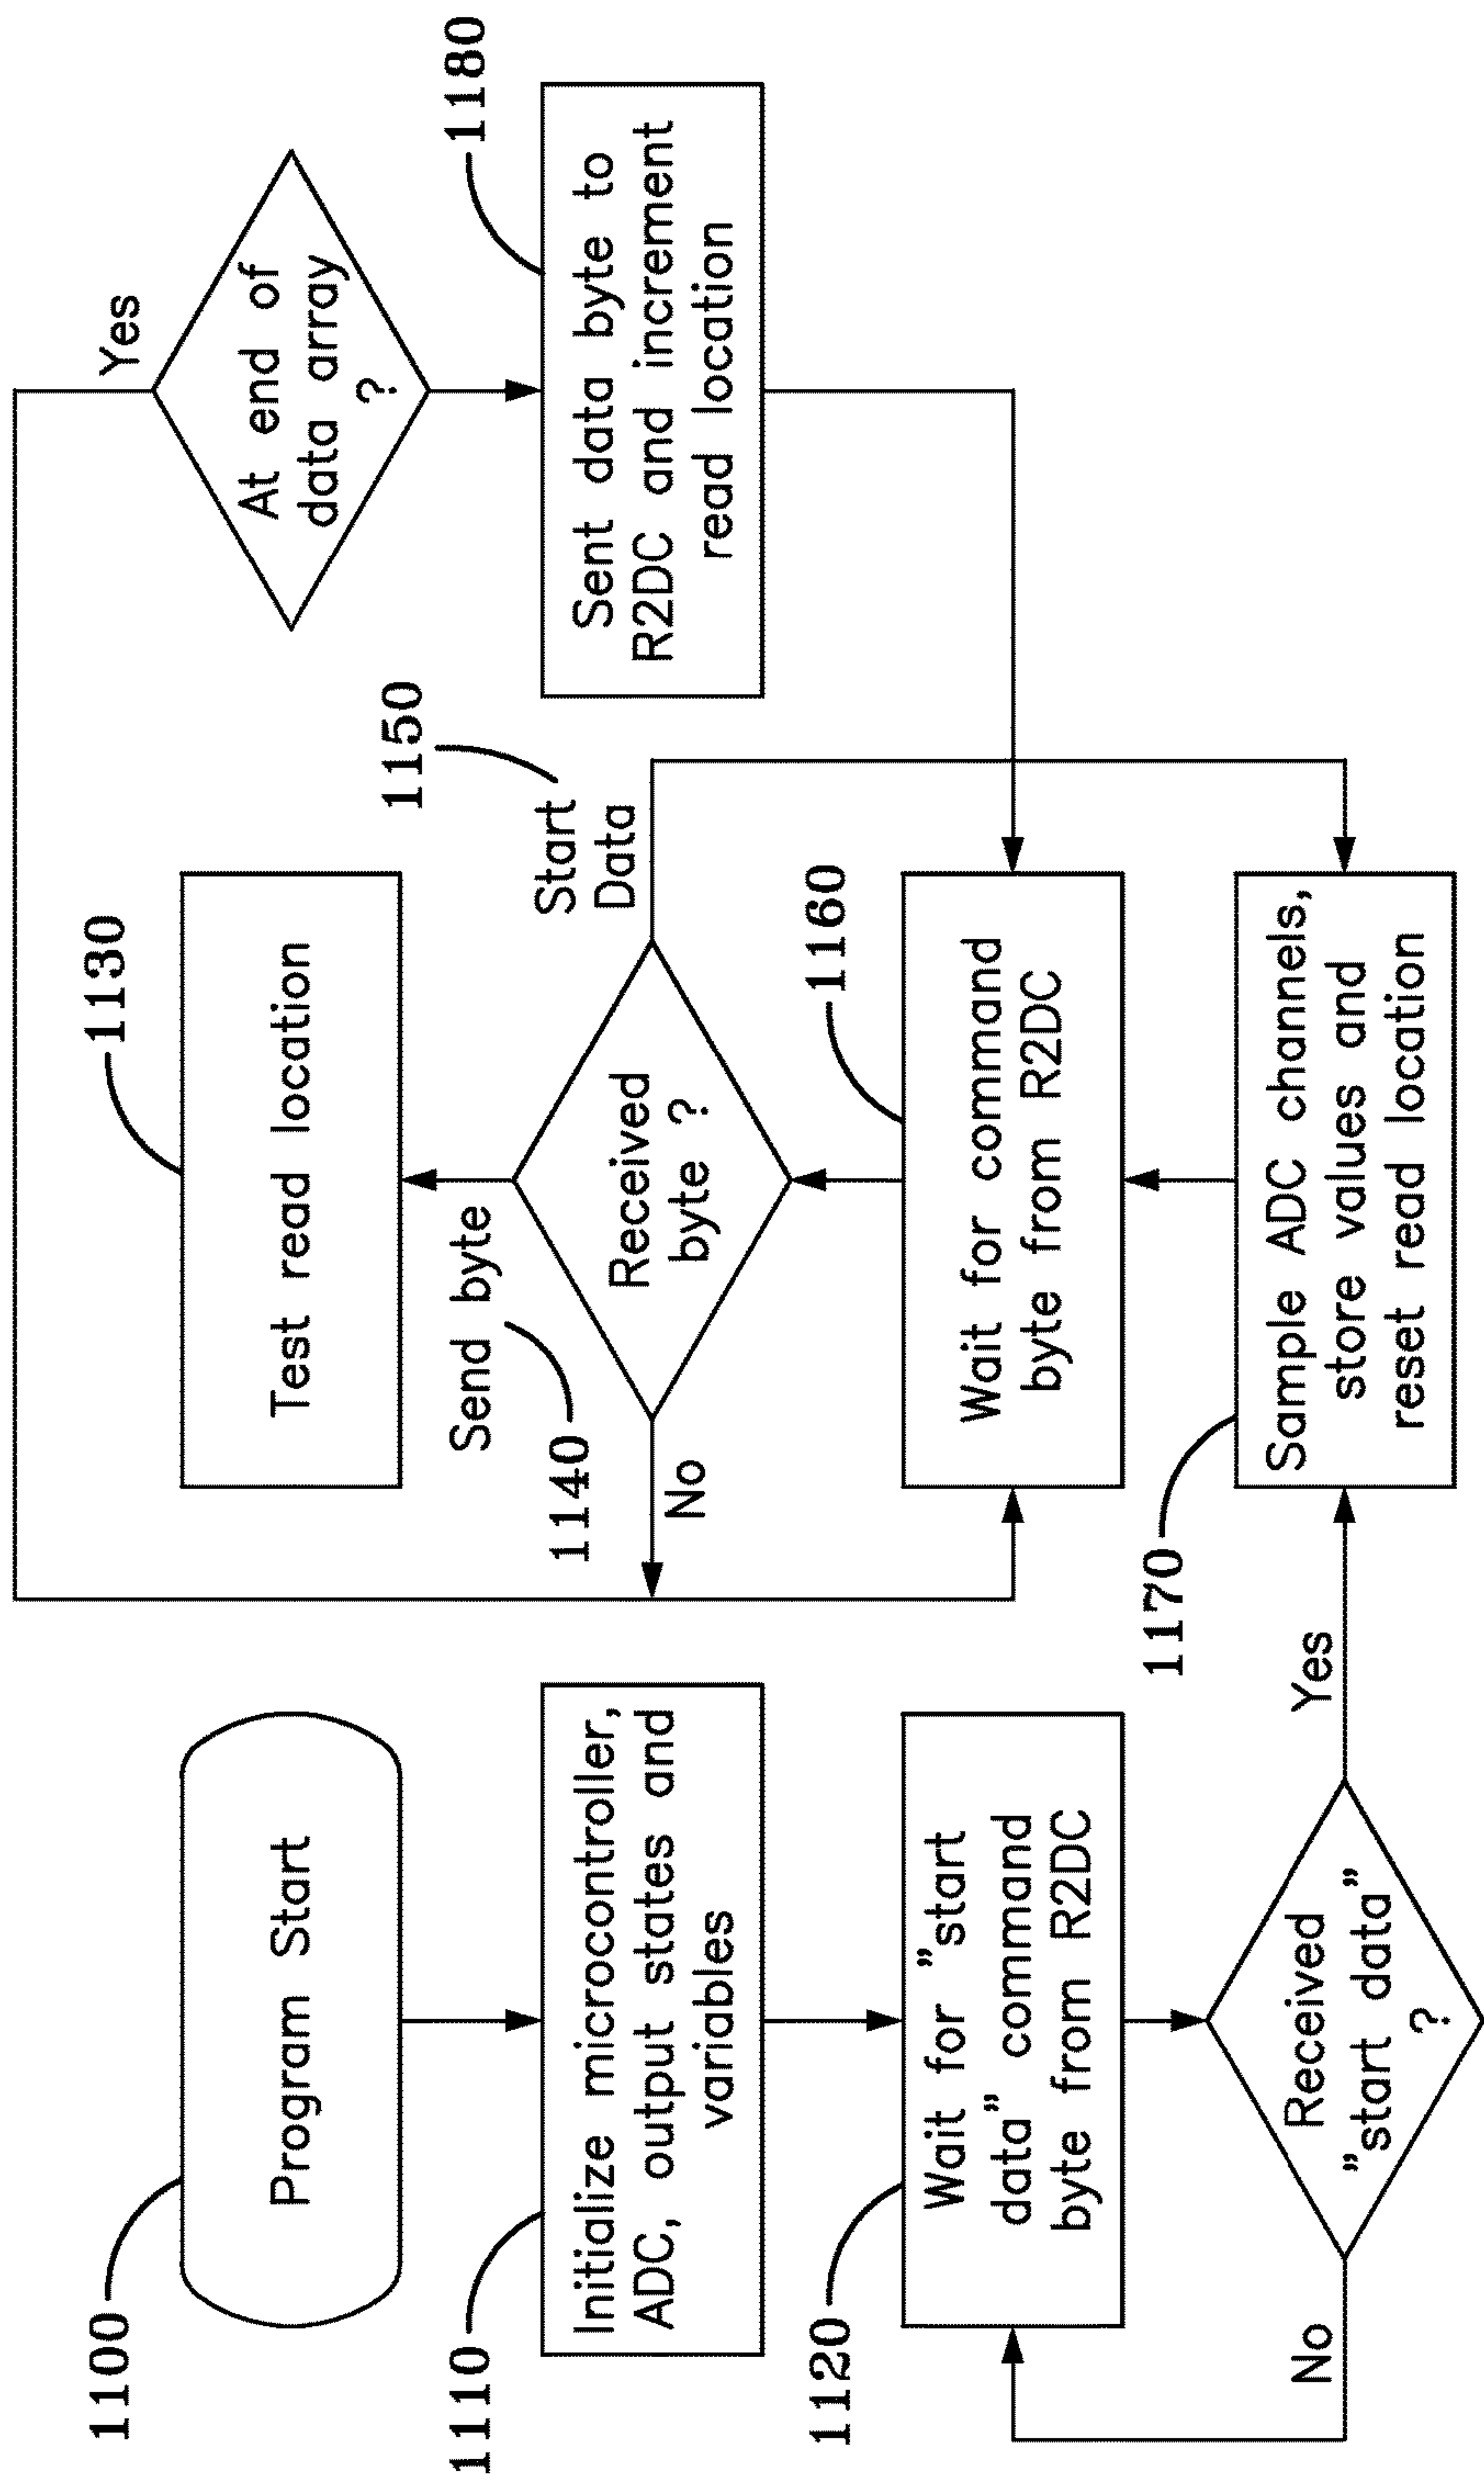 1100
Program Start
1110
Initialize microcontroller,
ADC, output states and
variables
1120
Wait for "start
data" command
byte from R2DC
Received
"start data"
?
No
Yes
1130
Test read location
Send byte
1140
Received
byte ?
No
Start
Data
1150
1160
Wait for command
byte from R2DC
1170
Sample ADC channels,
store values and
reset read location
Yes
At end of
data array
?
1180
Sent data byte to
R2DC and increment
read location